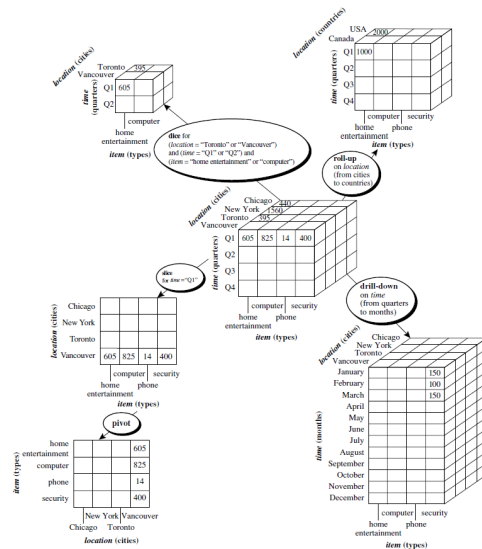 location (cities)
Toronto 395
Vancouver
Q1 605
Q2
time
(quarters)
computer
home
entertainment
item (types)
location (countries)
USA 2000
Canada
Q1 1000
Q2
Q3
Q4
time (quarters)
computer security
home phone
entertainment
item (types)
dice for
(location = "Toronto" or "Vancouver")
and (time = "Q1" or "Q2") and
(item = "home entertainment" or "computer")
roll-up
on location
(from cities
to countries)
location (cities)
Chicago 440
New York 1560
Toronto 395
Vancouver
Q1 605 825 14 400
Q2
Q3
Q4
time (quarters)
computer security
home phone
entertainment
item (types)
slice
for time = "Q1"
drill-down
on time
(from quarters
to months)
Chicago
New York
Toronto
Vancouver 605 825 14 400
location (cities)
computer security
home phone
entertainment
item (types)
pivot
home
entertainment 605
computer 825
phone 14
security 400
item (types)
New York Vancouver
Chicago Toronto
location (cities)
location (cities)
Chicago
New York
Toronto
Vancouver
January 150
February 100
March 150
April
May
June
July
August
September
October
November
December
time (months)
computer security
home phone
entertainment
item (types)